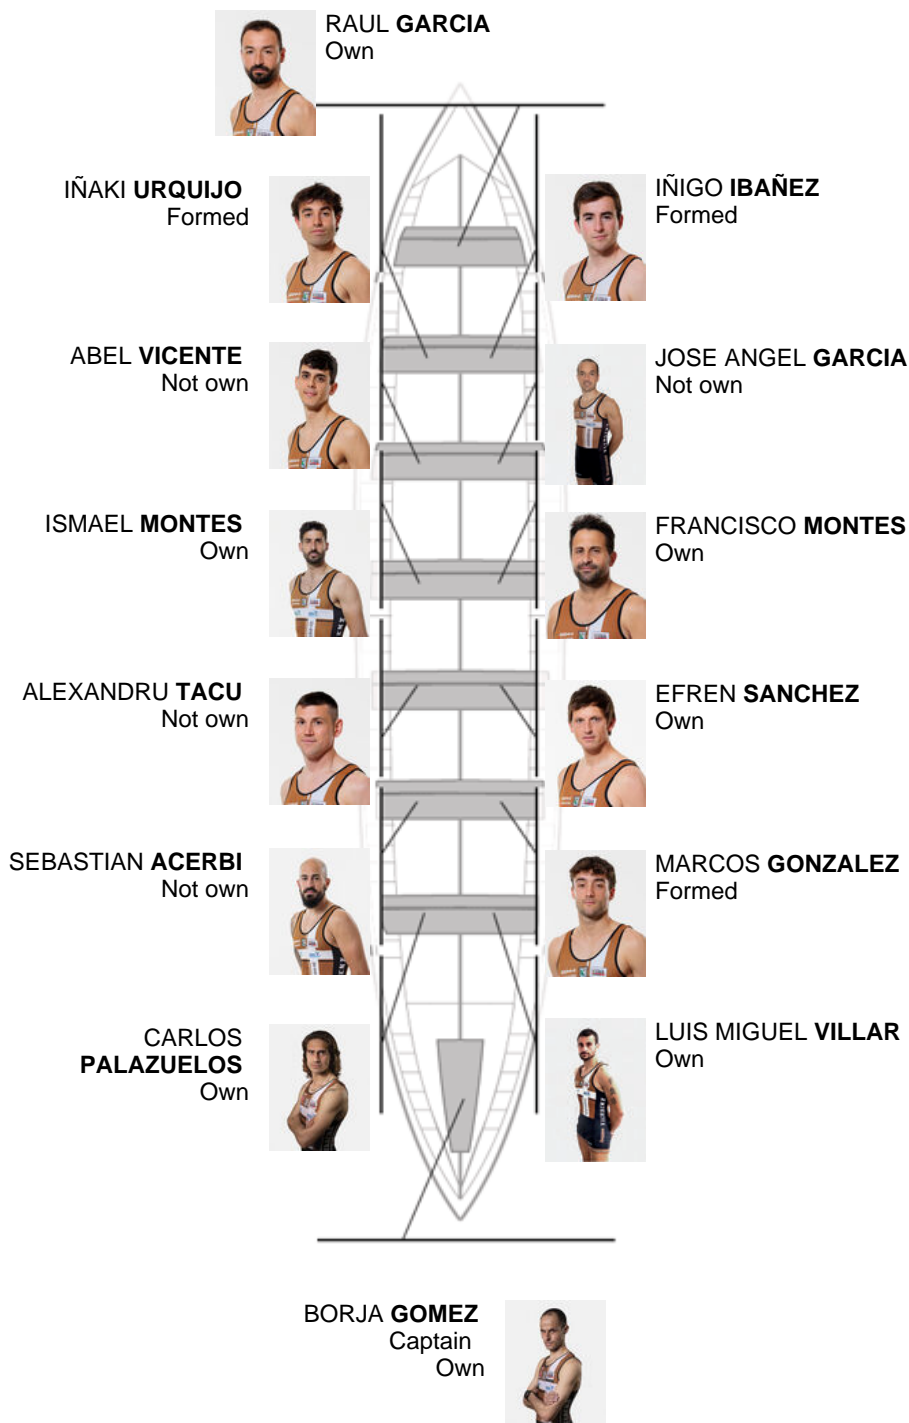 RAUL GARCIA
Own
IÑAKI URQUIJO
Formed
IÑIGO IBAÑEZ
Formed
ABEL VICENTE
Not own
JOSE ANGEL GARCIA
Not own
ISMAEL MONTES
Own
FRANCISCO MONTES
Own
ALEXANDRU TACU
Not own
EFREN SANCHEZ
Own
SEBASTIAN ACERBI
Not own
MARCOS GONZALEZ
Formed
CARLOS
PALAZUELOS
Own
LUIS MIGUEL VILLAR
Own
BORJA GOMEZ
Captain
Own